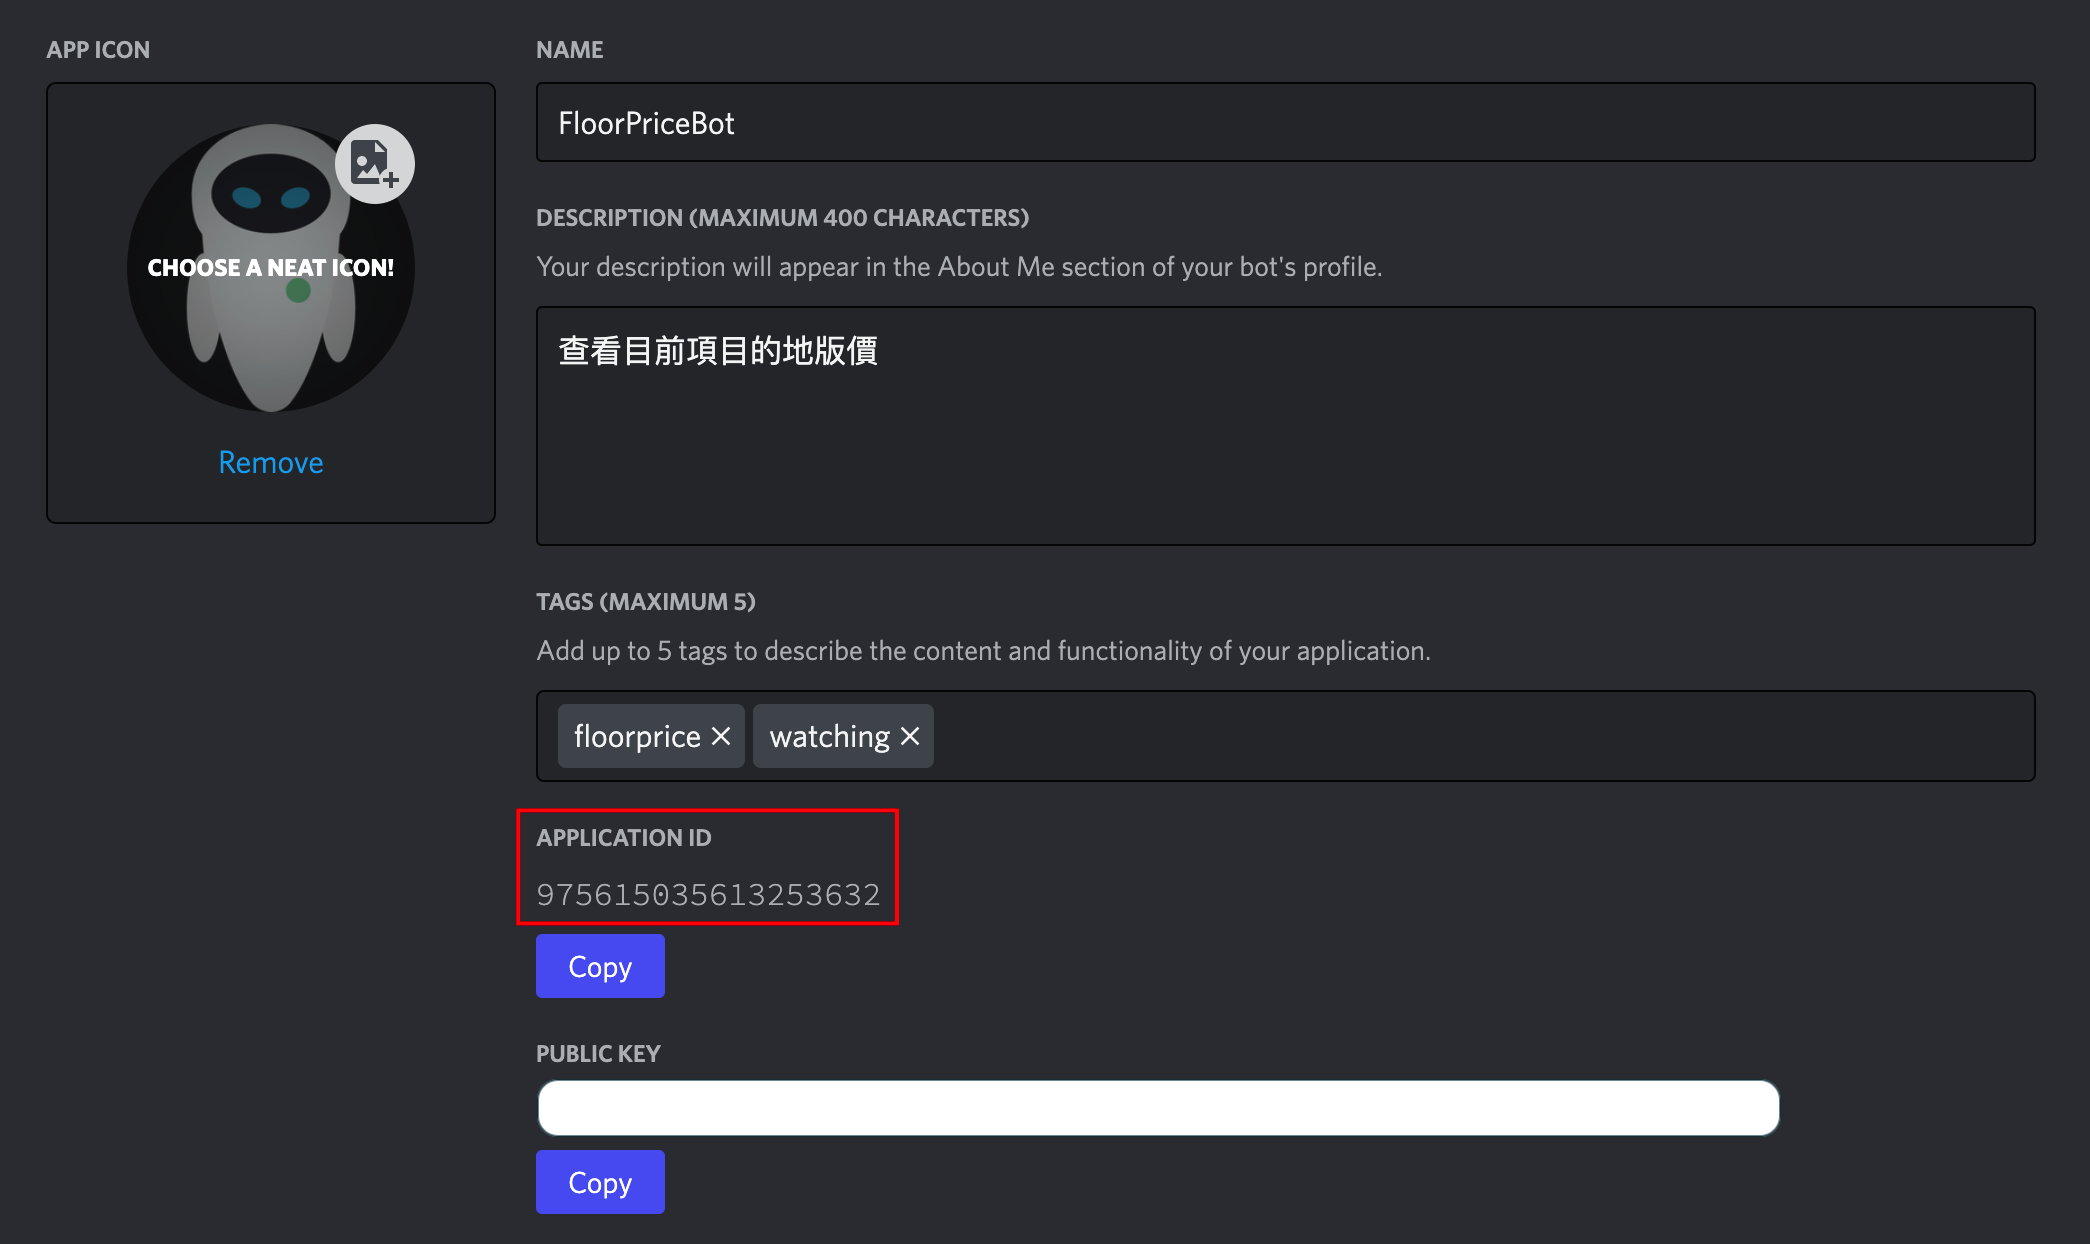 APP ICON
CHOOSE A NEAT ICON!
Remove
NAME
FloorPriceBot
DESCRIPTION (MAXIMUM 400 CHARACTERS)
Your description will appear in the About Me section of your bot's profile.
查看目前項目的地版價
TAGS (MAXIMUM 5)
Add up to 5 tags to describe the content and functionality of your application.
floorprice watching
APPLICATION ID
975615035613253632
Copy
PUBLIC KEY
Copy